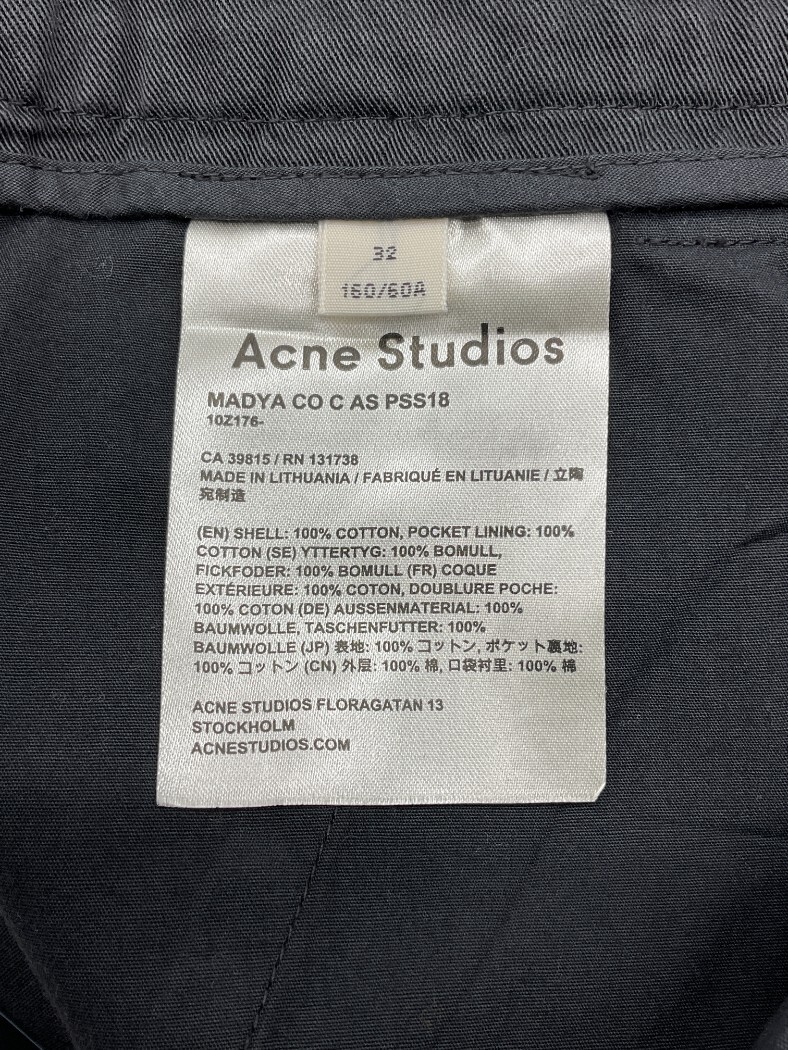 32
160/60A
Acne Studios
MADYA CO C AS PSS18
10Z176-
CA 39815 / RN 131738
MADE IN LITHUANIA / FABRIQUÉ EN LITUANIE / 立陶
宛制造
(EN) SHELL: 100% COTTON, POCKET LINING: 100%
COTTON (SE) YTTERTYG: 100% BOMULL,
FICKFODER: 100% BOMULL (FR) COQUE
EXTÉRIEURE: 100% COTON, DOUBLURE POCHE:
100% COTON (DE) AUSSENMATERIAL: 100%
BAUMWOLLE, TASCHENFUTTER: 100%
BAUMWOLLE (JP) 表地: 100% コットン, ポケット裏地:
100% コットン (CN) 外层: 100% 棉, 口袋衬里: 100% 棉
ACNE STUDIOS FLORAGATAN 13
STOCKHOLM
ACNESTUDIOS.COM